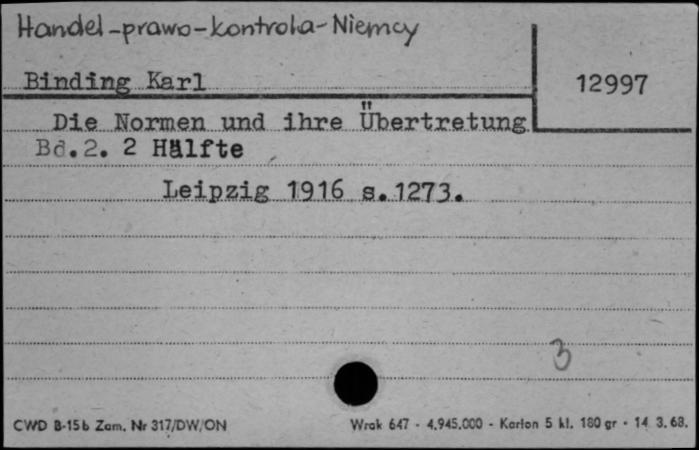 Handel-prawo-kontrola-Niemcy
Binding Karl
12997
Die Normen und ihre Übertretung
Bd.2. 2 Hälfte
Leipzig 1916 s.1273.
3
CWD B-15b Zam. Nr 317/DW/ON
Wrak 647 - 4.945.000 - Karton 5 kl. 180 gr - 14 3.68.